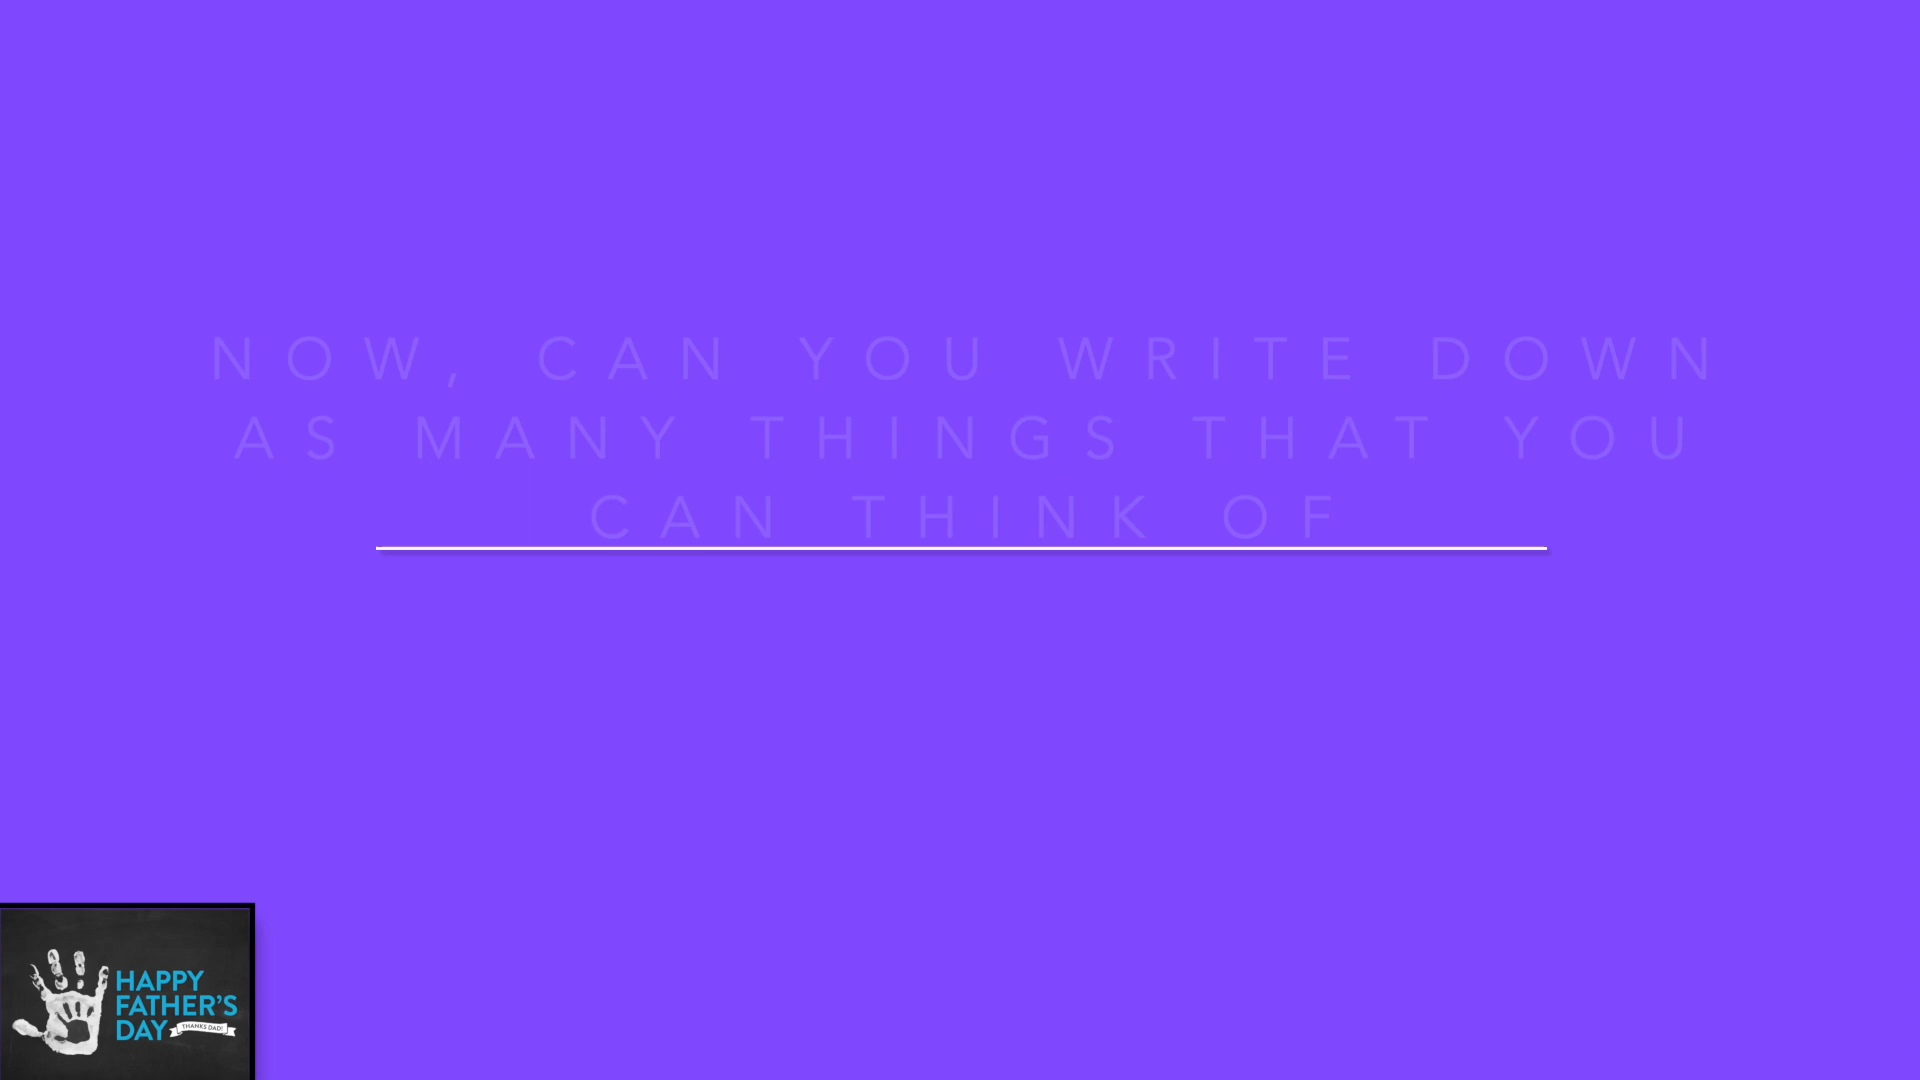 NOW, CAN YOU WRITE DOWN
AS MANY THINGS THAT YOU
CAN THINK OF
HAPPY
FATHER'S
DAY
THANKS DAD!